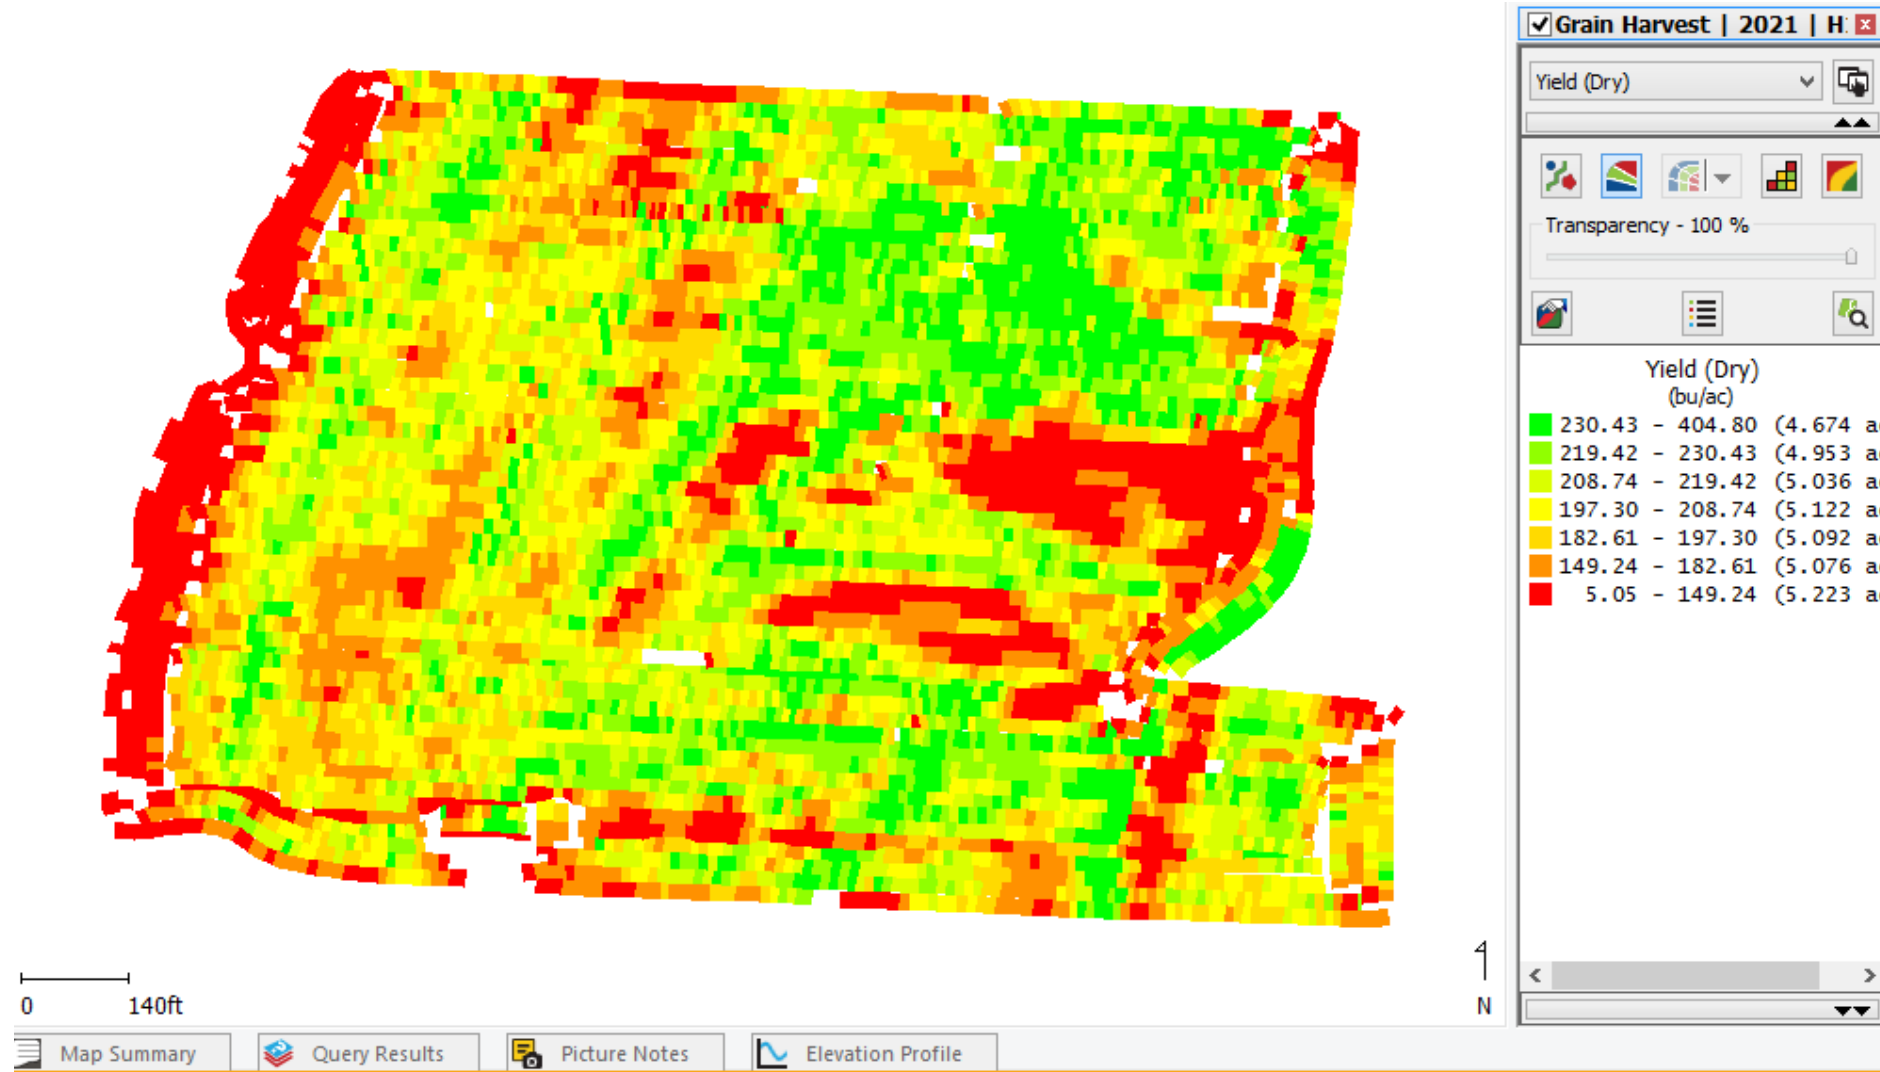 Grain Harvest | 2021 | H
Yield (Dry)
Transparency - 100 %
Yield (Dry)
(bu/ac)
230.43 - 404.80 (4.674 a
219.42 - 230.43 (4.953 a
208.74 - 219.42 (5.036 a
197.30 - 208.74 (5.122 a
182.61 - 197.30 (5.092 a
149.24 - 182.61 (5.076 a
5.05 - 149.24 (5.223 a
0 140ft
N
Map Summary Query Results Picture Notes Elevation Profile